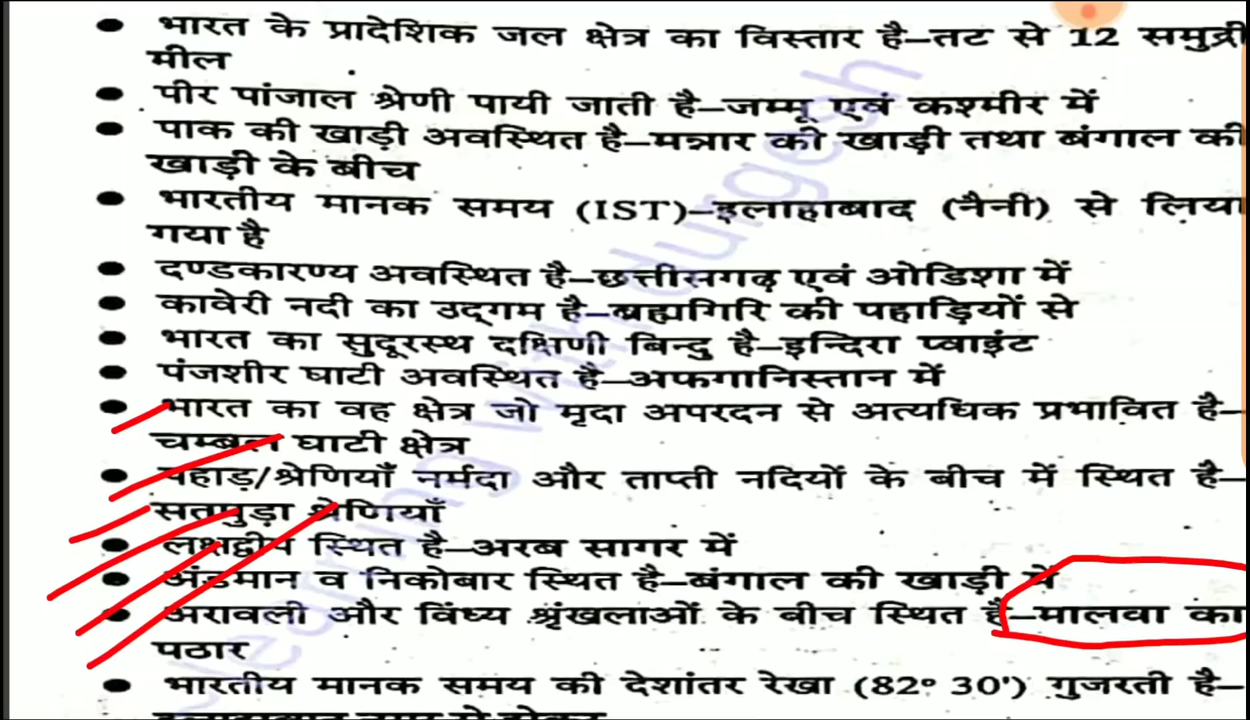 ● भारत के प्रादेशिक जल क्षेत्र का विस्तार है–तट से 12 समुद्री
मील
● पीर पांजाल श्रेणी पायी जाती है–जम्मू एवं कश्मीर में
● पाक की खाड़ी अवस्थित है–मन्नार की खाड़ी तथा बंगाल की
खाड़ी के बीच
● भारतीय मानक समय (IST)–इलाहाबाद (नैनी) से लिया
गया है
● दण्डकारण्य अवस्थित है–छत्तीसगढ़ एवं ओडिशा में
● कावेरी नदी का उद्‌गम है–ब्रह्मगिरि की पहाड़ियों से
● भारत का सुदूरस्थ दक्षिणी बिन्दु है–इन्दिरा प्वाइंट
● पंजशीर घाटी अवस्थित है–अफगानिस्तान में
● भारत का वह क्षेत्र जो मृदा अपरदन से अत्यधिक प्रभावित है–
चम्बल घाटी क्षेत्र
● पहाड़/श्रेणियाँ नर्मदा और ताप्ती नदियों के बीच में स्थित है–
सतपुड़ा श्रेणियाँ
● लक्षद्वीप स्थित है–अरब सागर में
● अंडमान व निकोबार स्थित है–बंगाल की खाड़ी में
● अरावली और विंध्य श्रृंखलाओं के बीच स्थित है–मालवा का
पठार
● भारतीय मानक समय की देशांतर रेखा (82° 30') गुजरती है–
Learning with durgesh